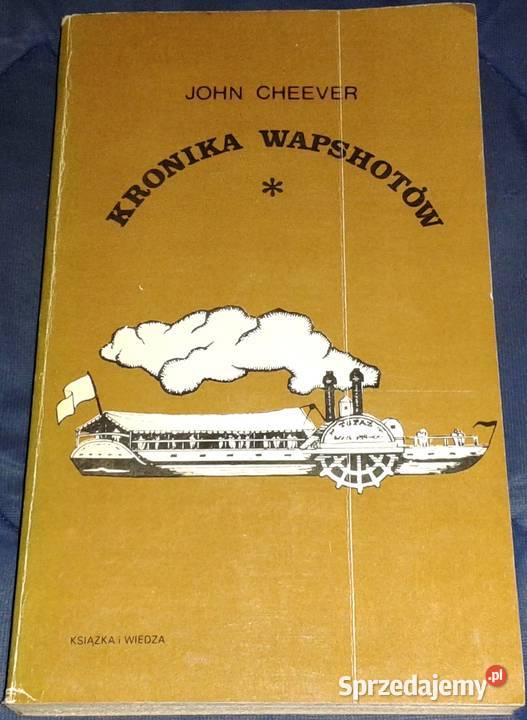 JOHN CHEEVER
KRONIKA WAPSHOTÓW
*
KSIĄŻKA i WIEDZA
Sprzedajemy.pl